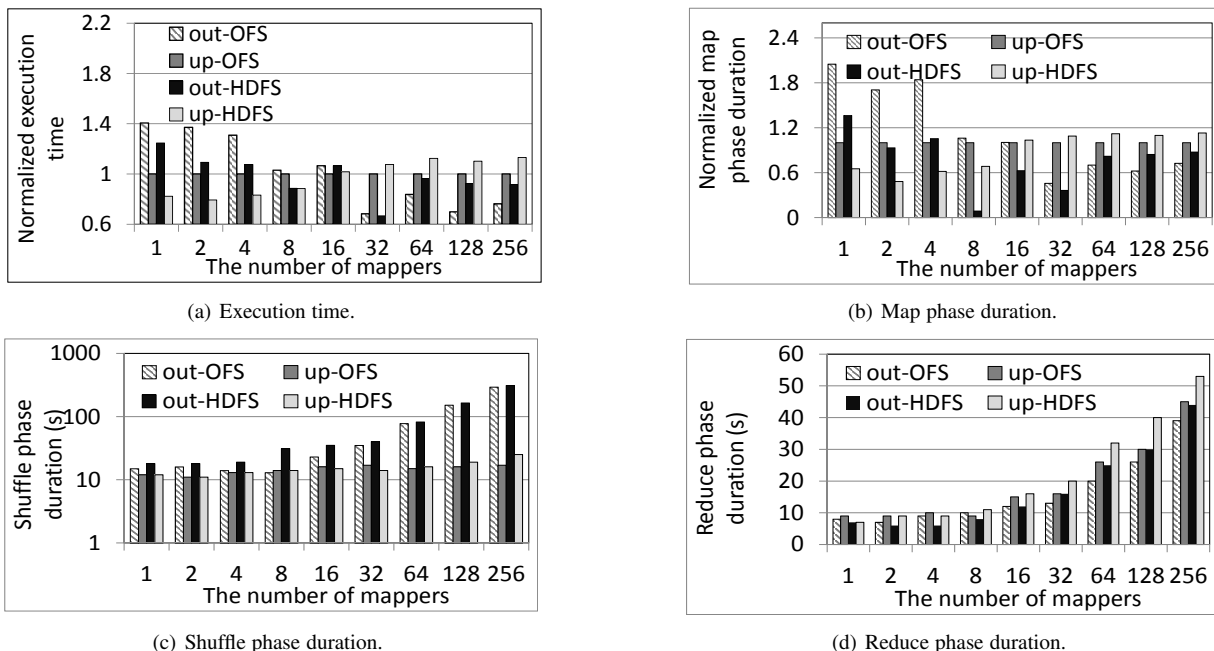 2.2
1.8
1.4
1
0.6
Normalized execution
time
out-OFS
up-OFS
out-HDFS
up-HDFS
1 2 4 8 16 32 64 128 256
The number of mappers
(a) Execution time.
2.4
1.8
1.2
0.6
0
Normalized map
phase duration
out-OFS up-OFS
out-HDFS up-HDFS
1 2 4 8 16 32 64 128 256
The number of mappers
(b) Map phase duration.
1000
100
10
1
Shuffle phase
duration (s)
out-OFS up-OFS
out-HDFS up-HDFS
1 2 4 8 16 32 64 128 256
The number of mappers
(c) Shuffle phase duration.
60
50
40
30
20
10
0
Reduce phase
duration (s)
out-OFS up-OFS
out-HDFS up-HDFS
1 2 4 8 16 32 64 128 256
The number of mappers
(d) Reduce phase duration.